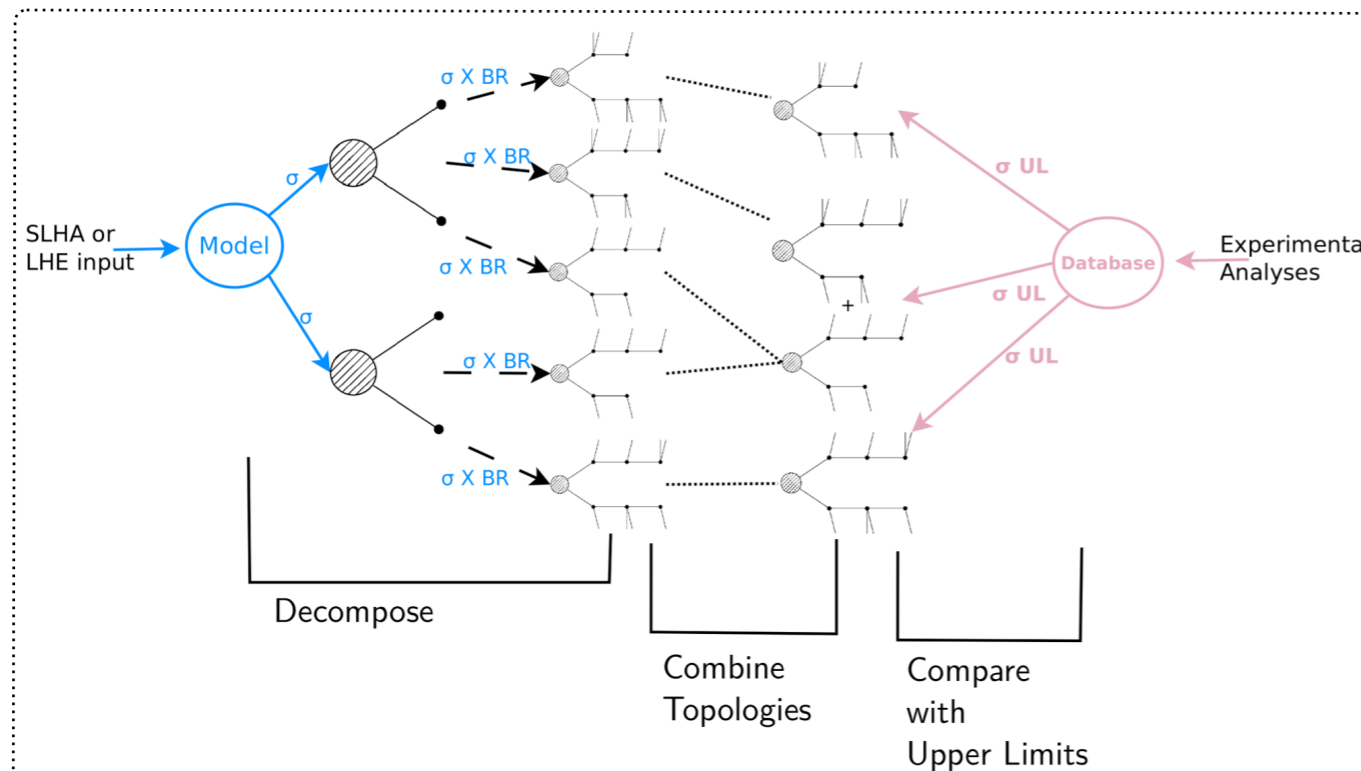 SLHA or
LHE input
Model
σ
σ
σ X BR
σ X BR
σ X BR
σ X BR
σ X BR
+
σ UL
σ UL
σ UL
Database
Experimenta
Analyses
Decompose
Combine
Topologies
Compare
with
Upper Limits